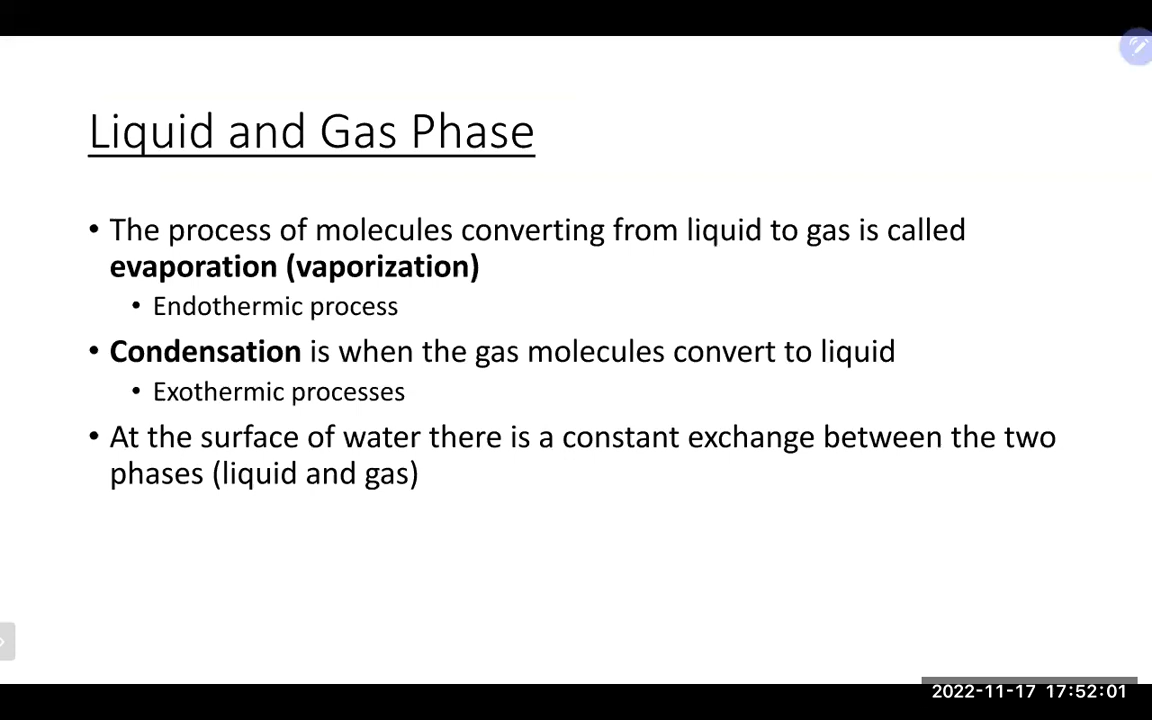 Liquid and Gas Phase
• The process of molecules converting from liquid to gas is called
evaporation (vaporization)
• Endothermic process
• Condensation is when the gas molecules convert to liquid
• Exothermic processes
• At the surface of water there is a constant exchange between the two
phases (liquid and gas)
2022-11-17 17:52:01